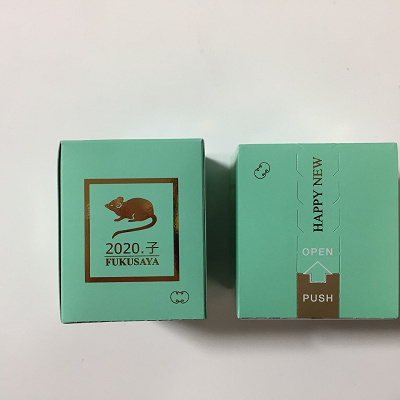 2020.子
FUKUSAYA
HAPPY NEW
OPEN
PUSH